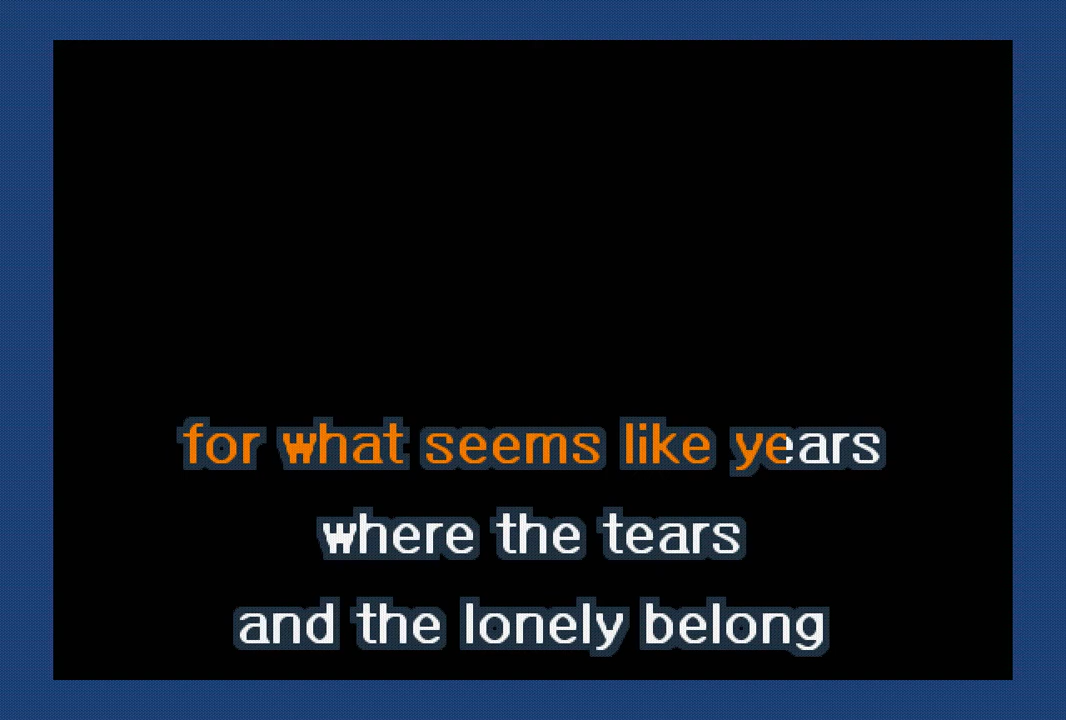 for what seems like years
where the tears
and the lonely belong